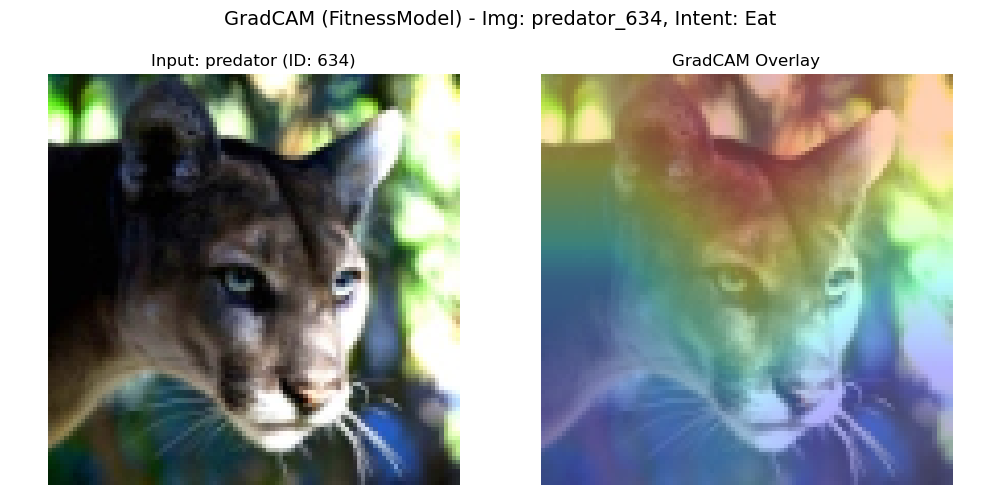 GradCAM (FitnessModel) - Img: predator_634, Intent: Eat
Input: predator (ID: 634)
GradCAM Overlay